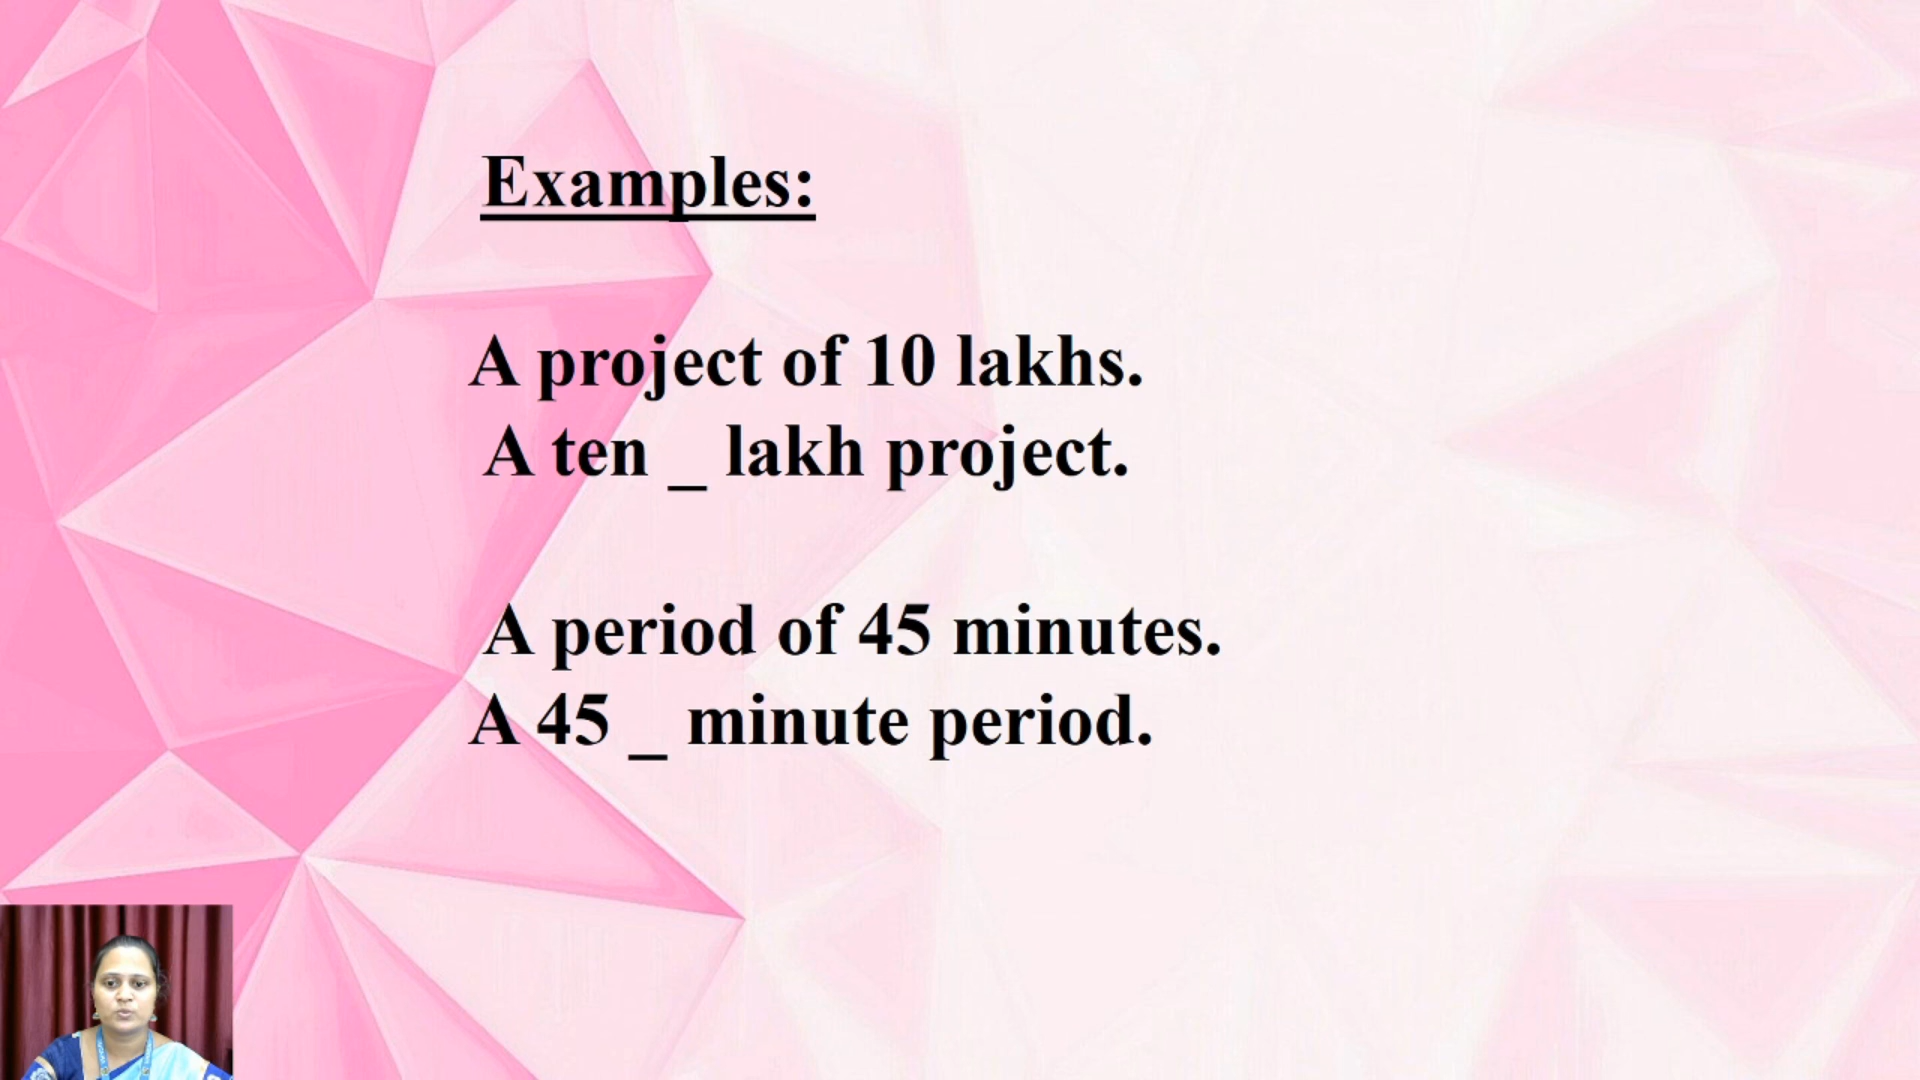 Examples:
A project of 10 lakhs.
A ten _ lakh project.
A period of 45 minutes.
A 45 _ minute period.